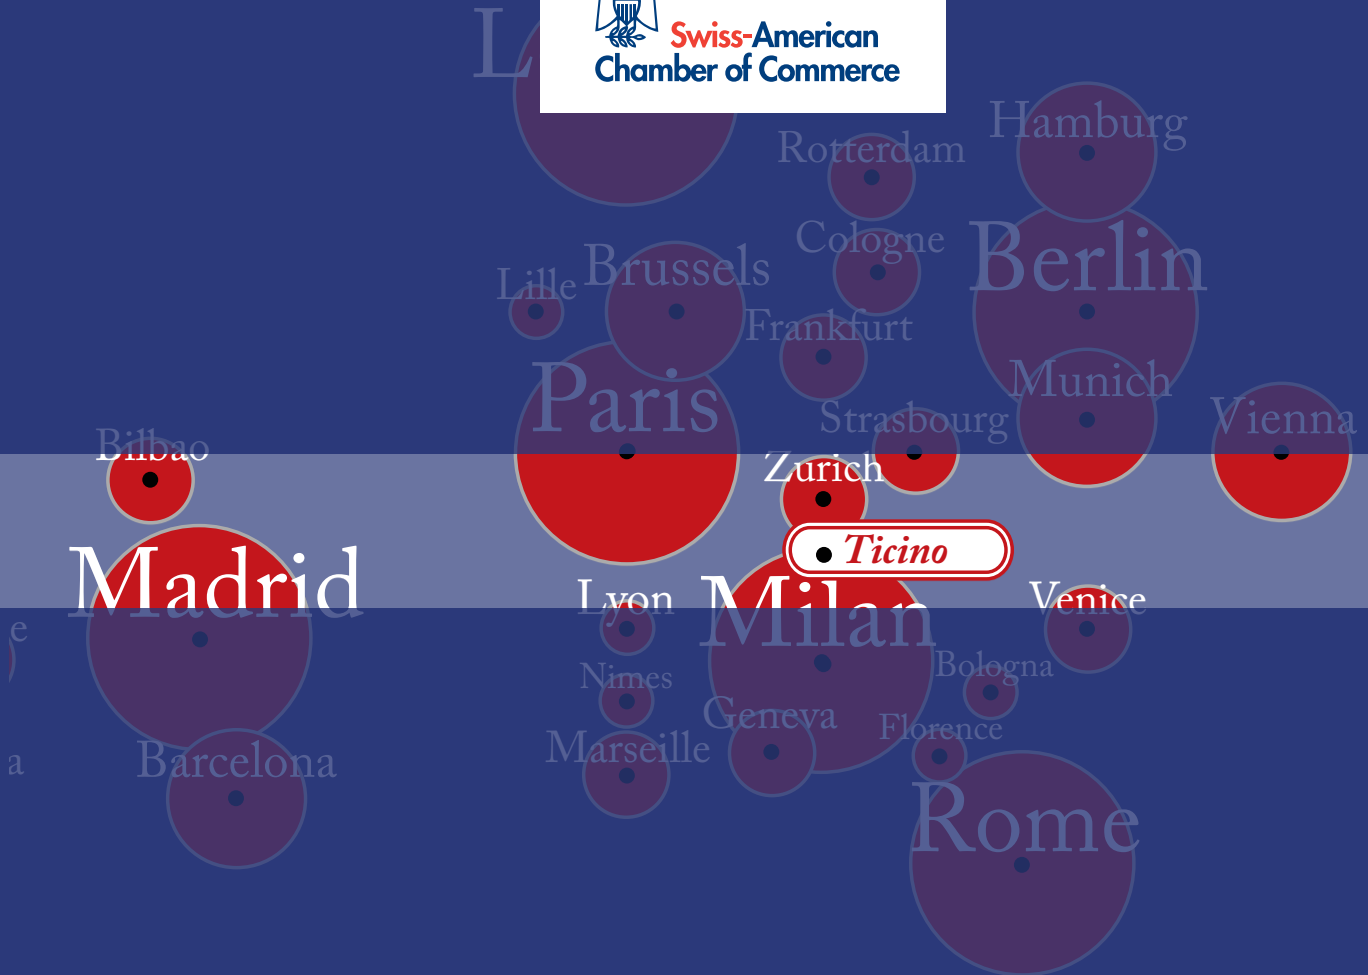 L
Swiss-American
Chamber of Commerce
Hamburg
Rotterdam
Cologne
Berlin
Brussels
Lille
Frankfurt
Paris
Munich
Strasbourg
Vienna
Bilbao
Zurich
Ticino
Madrid
Lyon
Milan
Venice
e
Nimes
Bologna
Geneva
Florence
Marseille
Barcelona
a
Rome